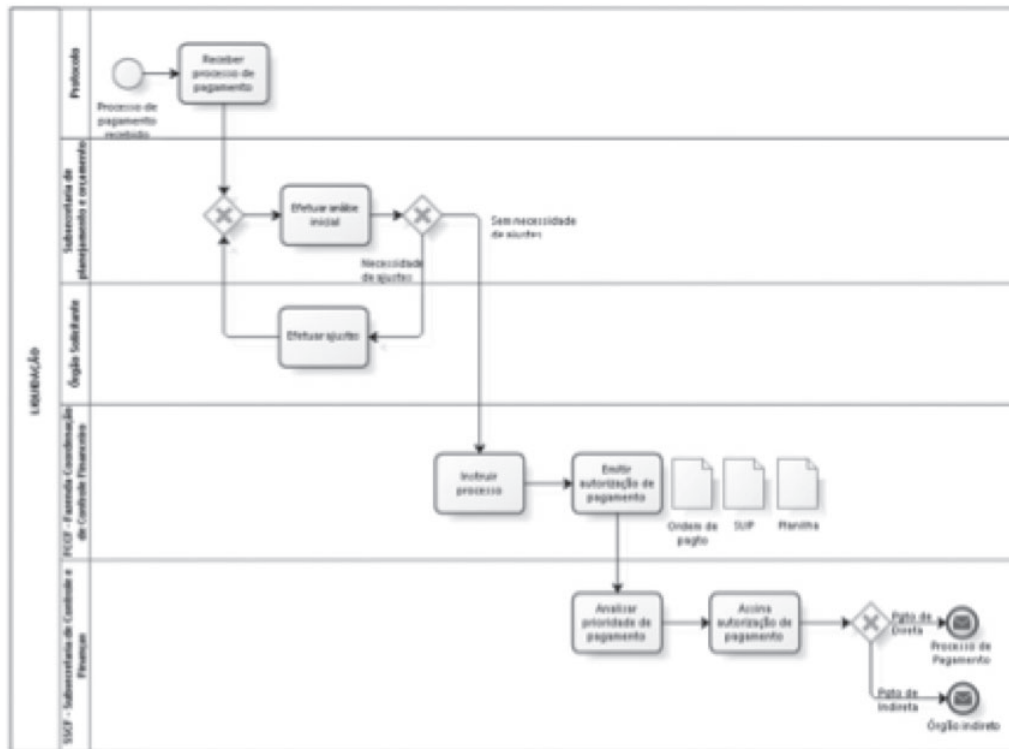 LIQUIDAÇÃO
Protocolo
Processo de
pagamento
recebido
Receber
processo de
pagamento
Subsecretaria de
planejamento e orçamento
Efetuar análise
inicial
Sem necessidade
de ajustes
Necessidade
de ajustes
Órgão Solicitante
Efetuar ajustes
FCCF - Fazenda Coordenação
de Controle Financeiro
Instruir
processo
Emitir
autorização de
pagamento
Ordem de
pagto
Planilha
SSCF - Subsecretaria de Controle e
Finanças
Analisar
prioridade de
pagamento
Assina
autorização de
pagamento
Pgto de
Direta
Processo de
Pagamento
Pgto de
Indireta
Órgão indireto